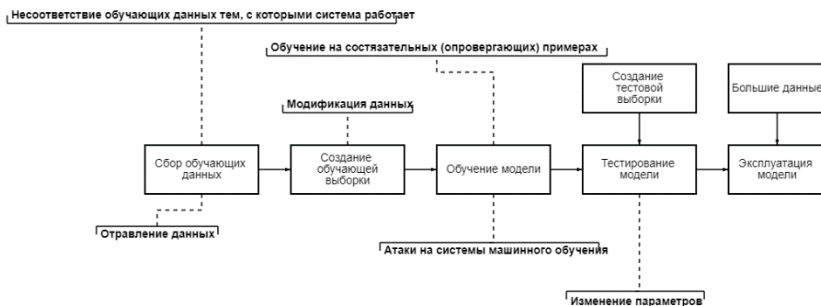 Несоответствие обучающих данных тем, с которыми система работает
Обучение на состязательных (опровергающих) примерах
Создание
тестовой
выборки
Большие данные
Модификация данных
Сбор обучающих
данных
Создание
обучающей
выборки
Обучение модели
Тестирование
модели
Эксплуатация
модели
Отравление данных
Атаки на системы машинного обучения
Изменение параметров